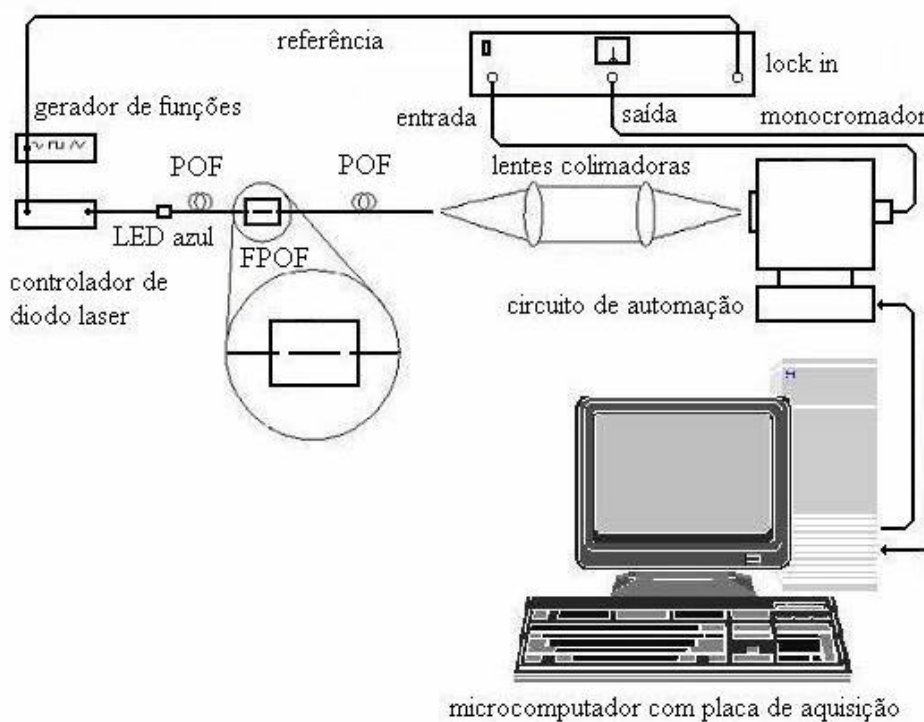 referência
lock in
gerador de funções
entrada
saída
monocromador
POF
POF
lentes colimadoras
LED azul
FPOF
controlador de
diodo laser
circuito de automação
microcomputador com placa de aquisição